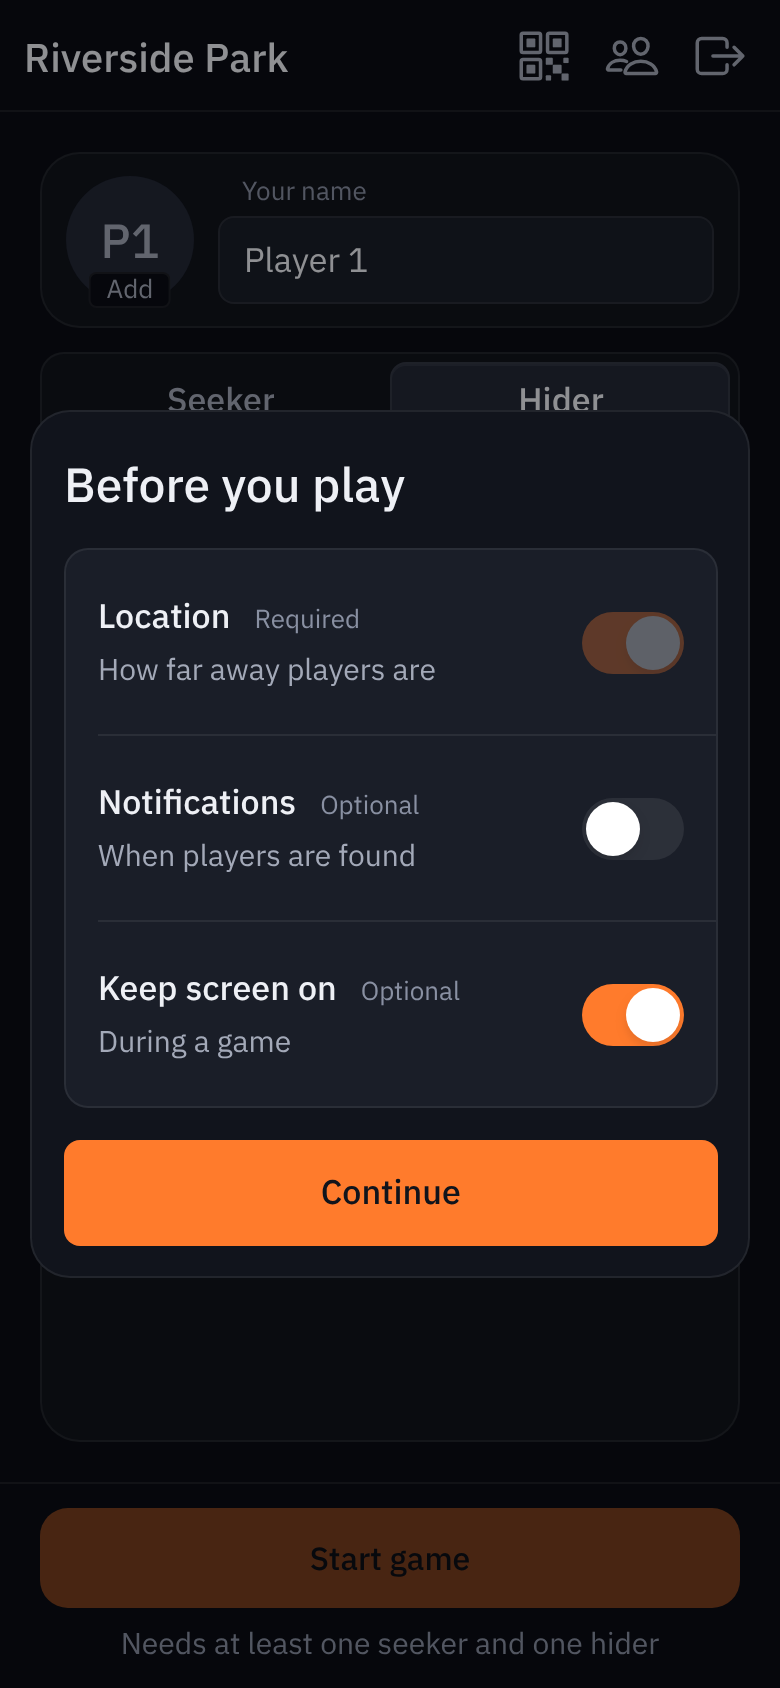 Riverside Park
Your name
P1
Player 1
Add
Seeker
Hider
Before you play
Location Required
How far away players are
Notifications Optional
When players are found
Keep screen on Optional
During a game
Continue
Start game
Needs at least one seeker and one hider